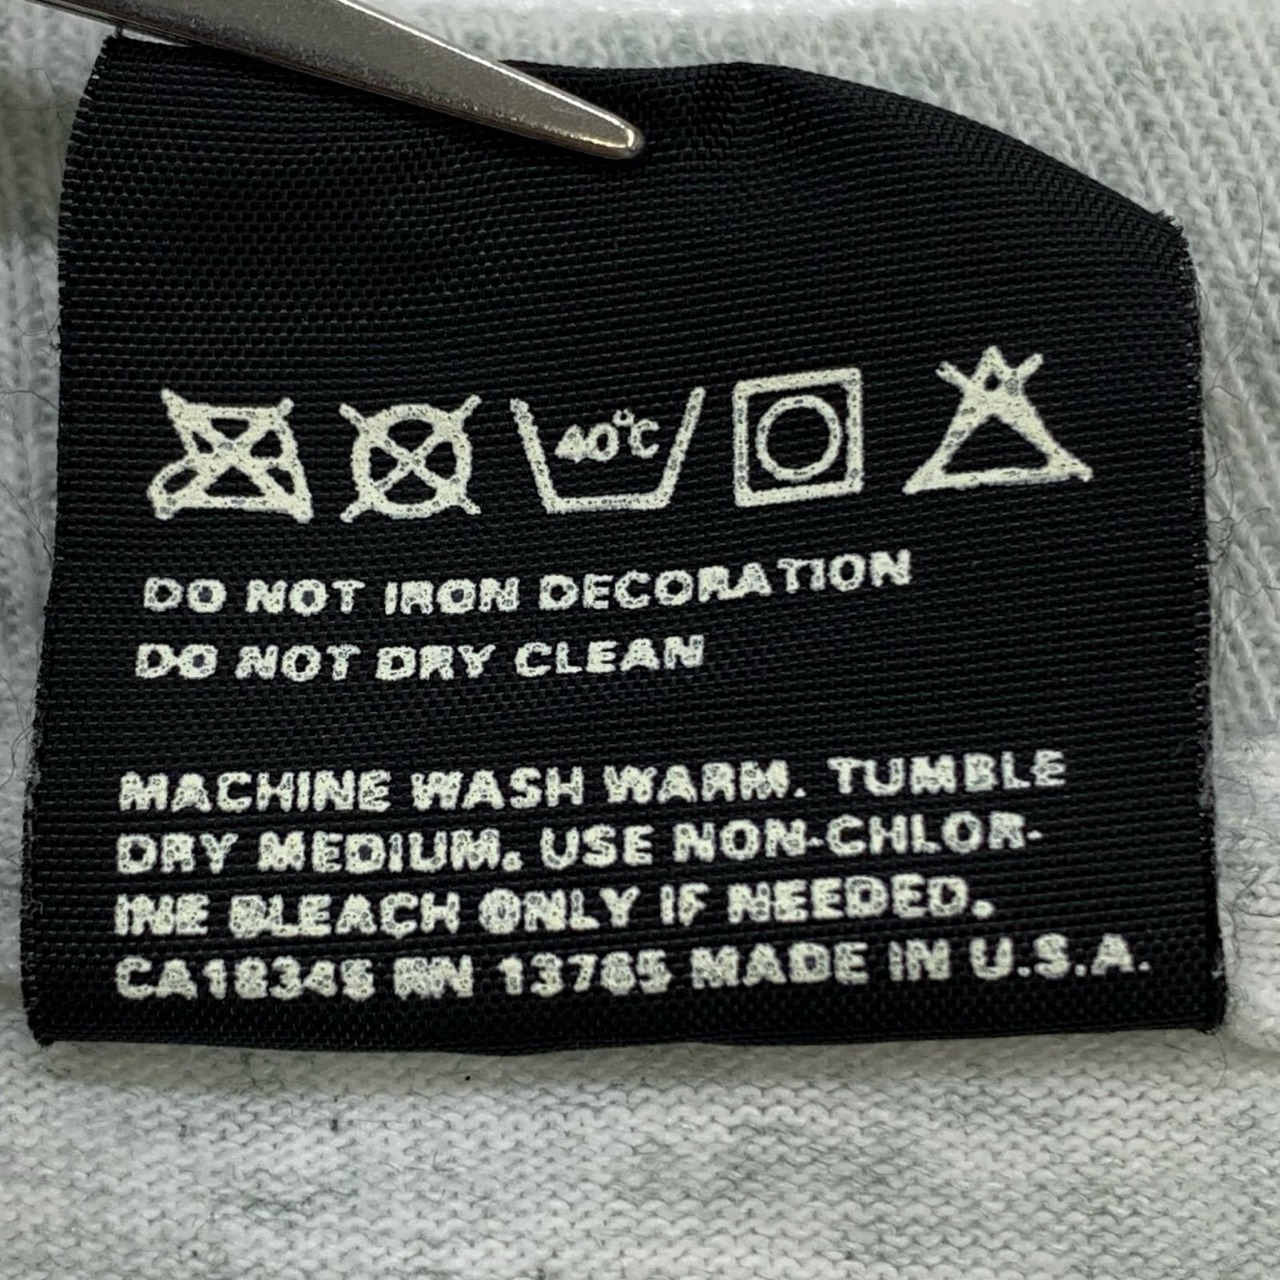 40°C
DO NOT IRON DECORATION
DO NOT DRY CLEAN
MACHINE WASH WARM. TUMBLE
DRY MEDIUM. USE NON-CHLOR-
INE BLEACH ONLY IF NEEDED.
CA18345 RN 13765 MADE IN U.S.A.